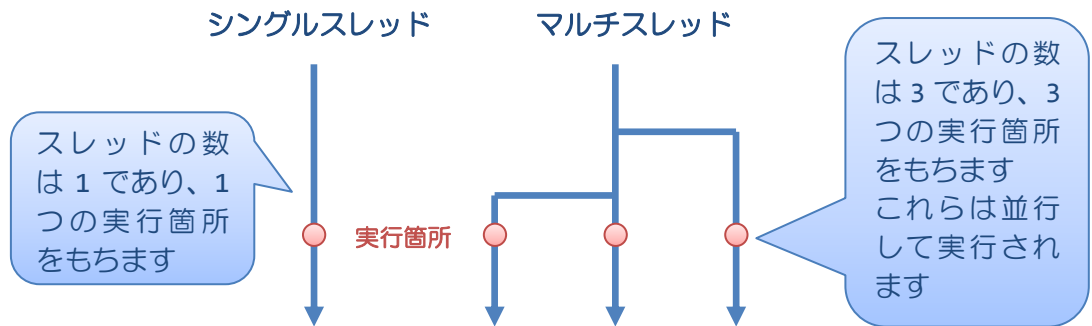 シングルスレッド
マルチスレッド
スレッドの数
は 1 であり、1
つの実行箇所
をもちます
実行箇所
スレッドの数
は 3 であり、3
つの実行箇所
をもちます
これらは並行
して実行され
ます